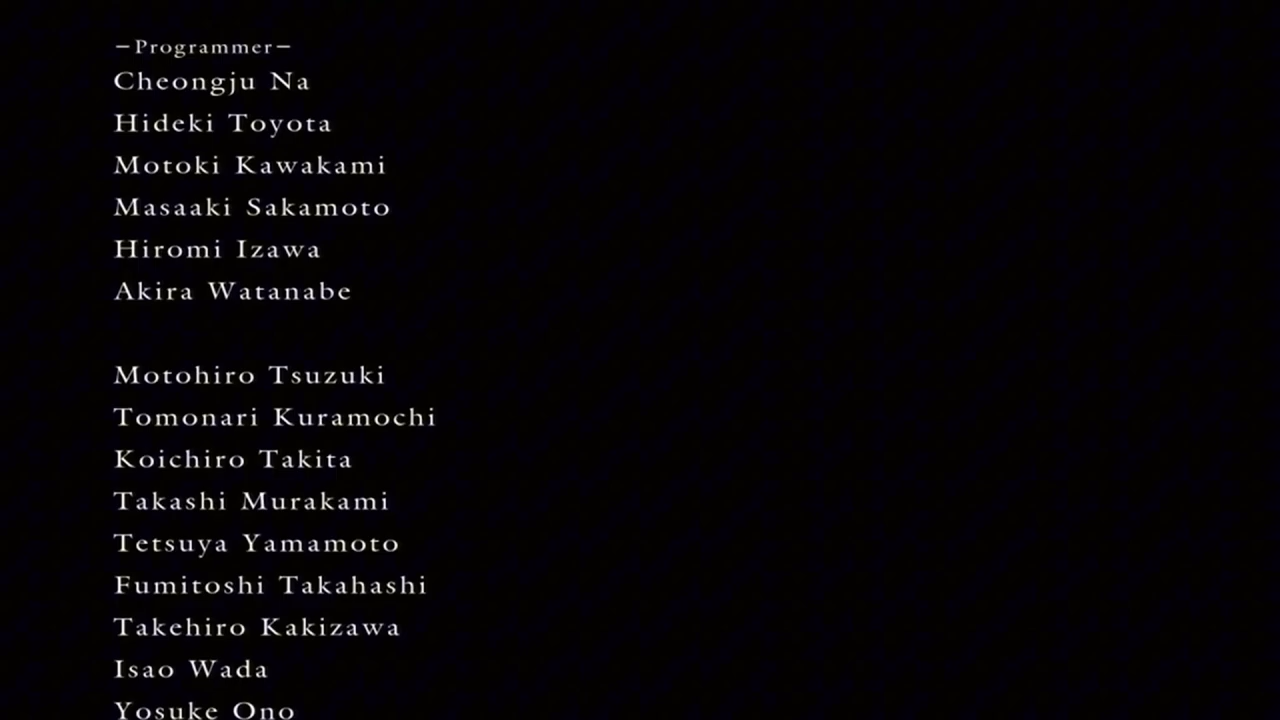 −Programmer−
Cheongju Na
Hideki Toyota
Motoki Kawakami
Masaaki Sakamoto
Hiromi Izawa
Akira Watanabe
Motohiro Tsuzuki
Tomonari Kuramochi
Koichiro Takita
Takashi Murakami
Tetsuya Yamamoto
Fumitoshi Takahashi
Takehiro Kakizawa
Isao Wada
Yosuke Ono